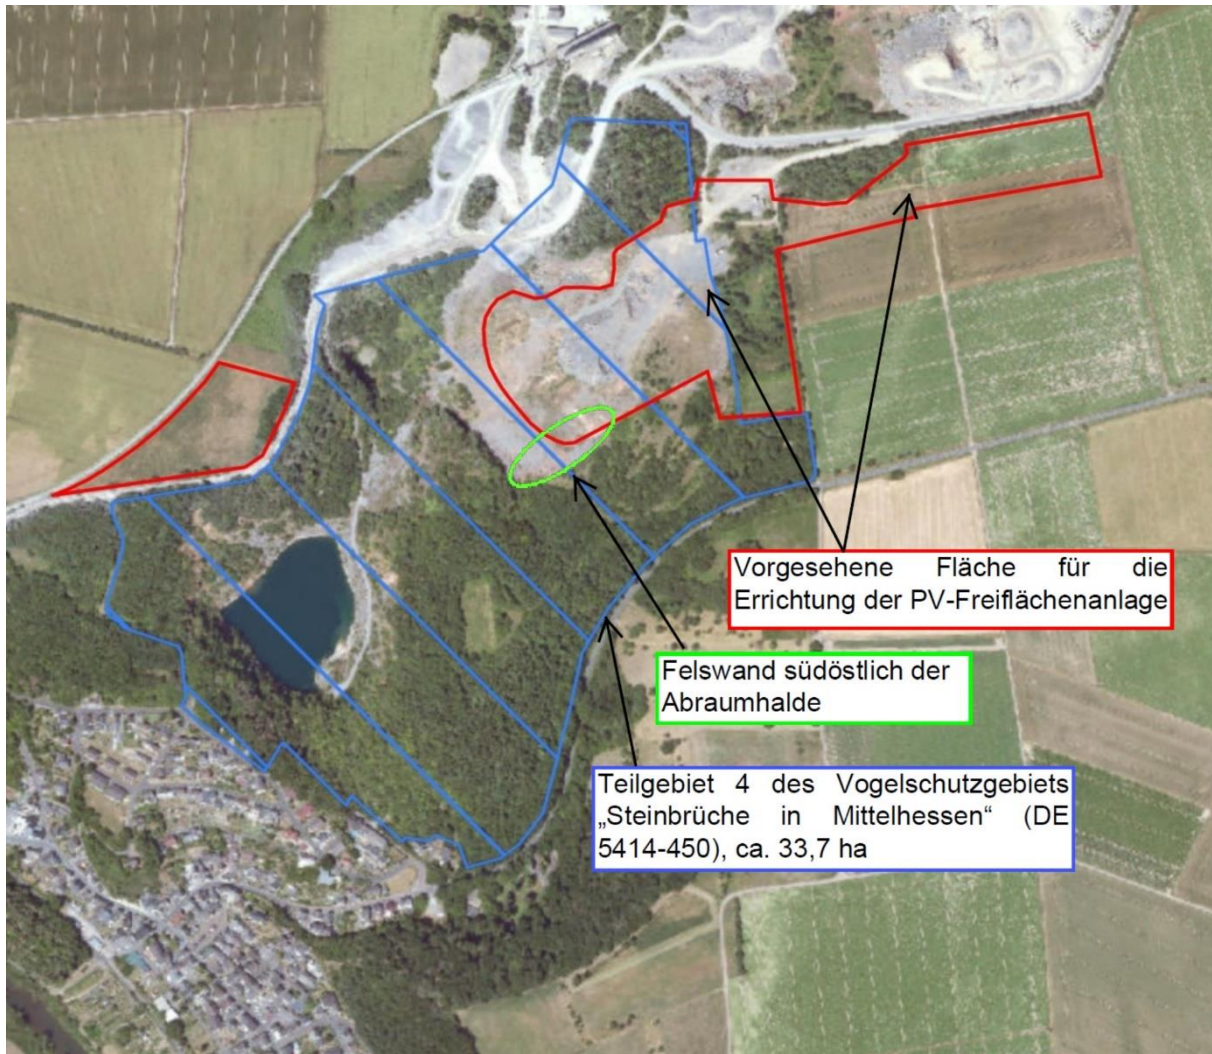 Vorgesehene Fläche für die
Errichtung der PV-Freiflächenanlage
Felswand südöstlich der
Abraumhalde
Teilgebiet 4 des Vogelschutzgebiets
„Steinbrüche in Mittelhessen“ (DE
5414-450), ca. 33,7 ha